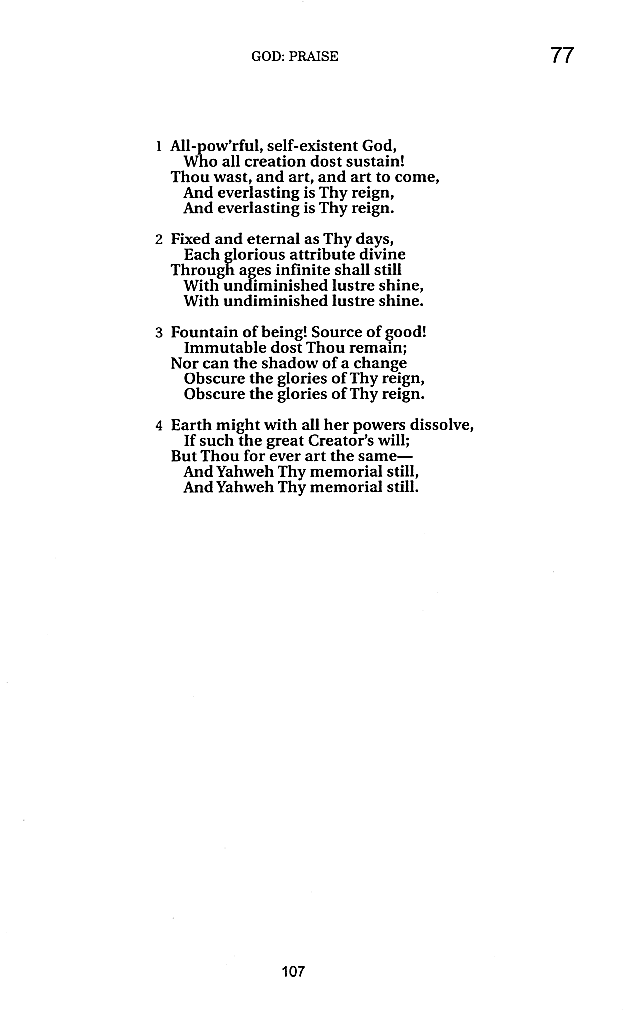 GOD: PRAISE 77
1 All-pow'rful, self-existent God,
Who all creation dost sustain!
Thou wast, and art, and art to come,
And everlasting is Thy reign,
And everlasting is Thy reign.
2 Fixed and eternal as Thy days,
Each glorious attribute divine
Through ages infinite shall still
With undiminished lustre shine,
With undiminished lustre shine.
3 Fountain of being! Source of good!
Immutable dost Thou remain;
Nor can the shadow of a change
Obscure the glories of Thy reign,
Obscure the glories of Thy reign.
4 Earth might with all her powers dissolve,
If such the great Creator's will;
But Thou for ever art the same—
And Yahweh Thy memorial still,
And Yahweh Thy memorial still.
107